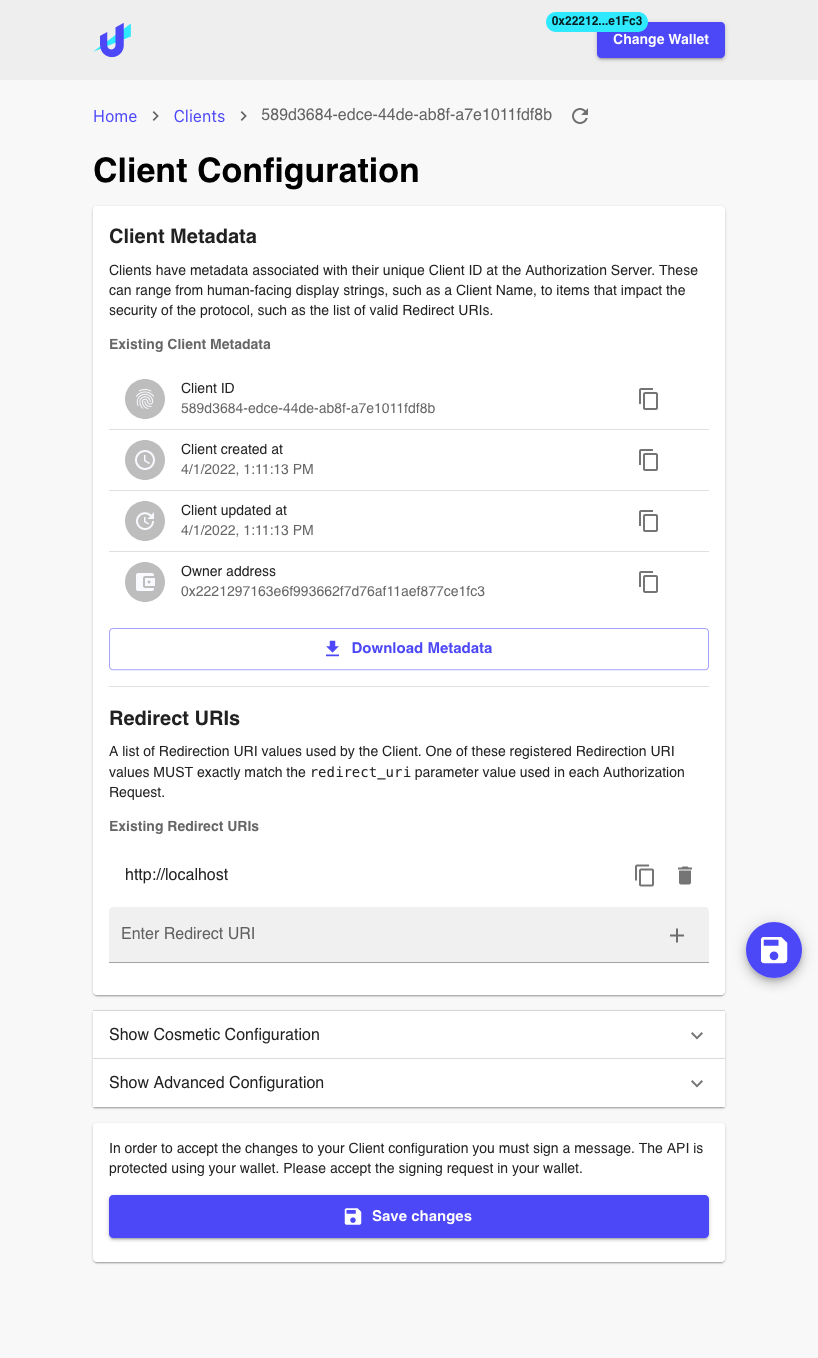 0x22212...e1Fc3
Change Wallet
Home > Clients > 589d3684-edce-44de-ab8f-a7e1011fdf8b
Client Configuration
Client Metadata
Clients have metadata associated with their unique Client ID at the Authorization Server. These
can range from human-facing display strings, such as a Client Name, to items that impact the
security of the protocol, such as the list of valid Redirect URIs.
Existing Client Metadata
Client ID
589d3684-edce-44de-ab8f-a7e1011fdf8b
Client created at
4/1/2022, 1:11:13 PM
Client updated at
4/1/2022, 1:11:13 PM
Owner address
0x2221297163e6f993662f7d76af11aef877ce1fc3
Download Metadata
Redirect URIs
A list of Redirection URI values used by the Client. One of these registered Redirection URI
values MUST exactly match the redirect_uri parameter value used in each Authorization
Request.
Existing Redirect URIs
http://localhost
Enter Redirect URI
Show Cosmetic Configuration
Show Advanced Configuration
In order to accept the changes to your Client configuration you must sign a message. The API is
protected using your wallet. Please accept the signing request in your wallet.
Save changes